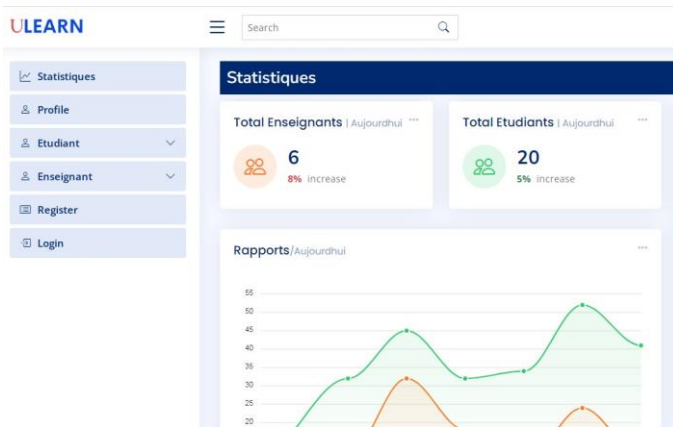 ULEARN
Search
Statistiques
Profile
Etudiant
Enseignant
Register
Login
Statistiques
Total Enseignants | Aujourdhui
6
8% increase
Total Etudiants | Aujourdhui
20
5% increase
Rapports/Aujourdhui
55
50
45
40
35
30
25
20